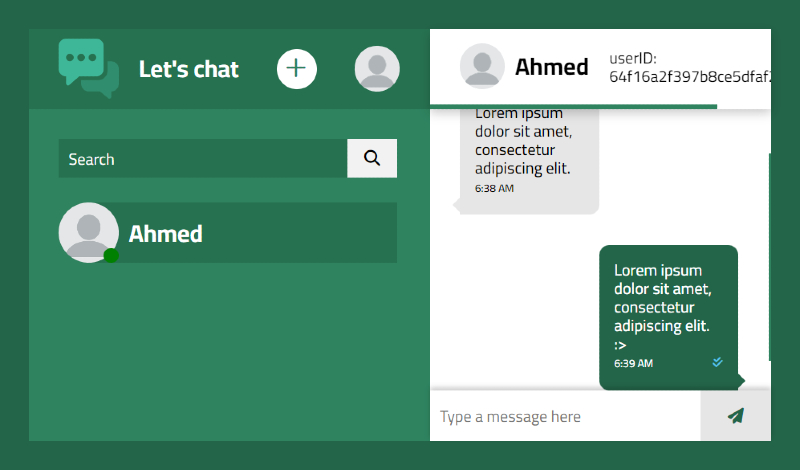 Let's chat
Search
Ahmed
Ahmed
userID:
64f16a2f397b8ce5dfaf
Lorem ipsum
dolor sit amet,
consectetur
adipiscing elit.
6:38 AM
Lorem ipsum
dolor sit amet,
consectetur
adipiscing elit.
:>
6:39 AM
Type a message here